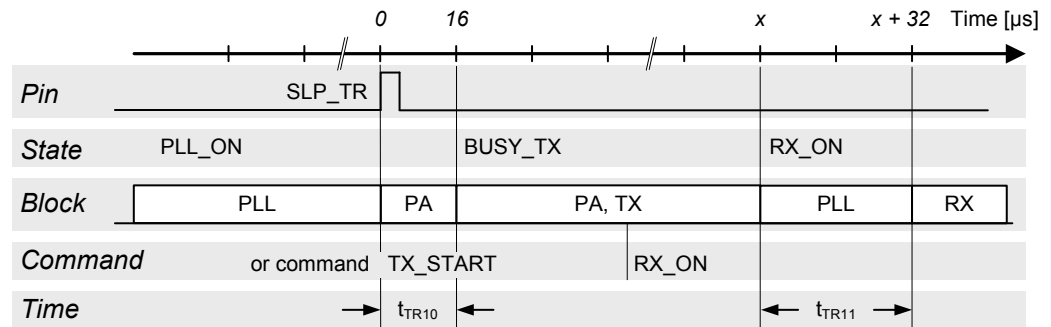 0 16 x x + 32 Time [µs]
Pin SLP_TR
State PLL_ON BUSY_TX RX_ON
Block PLL PA PA, TX PLL RX
Command or command TX_START RX_ON
Time tTR10 tTR11